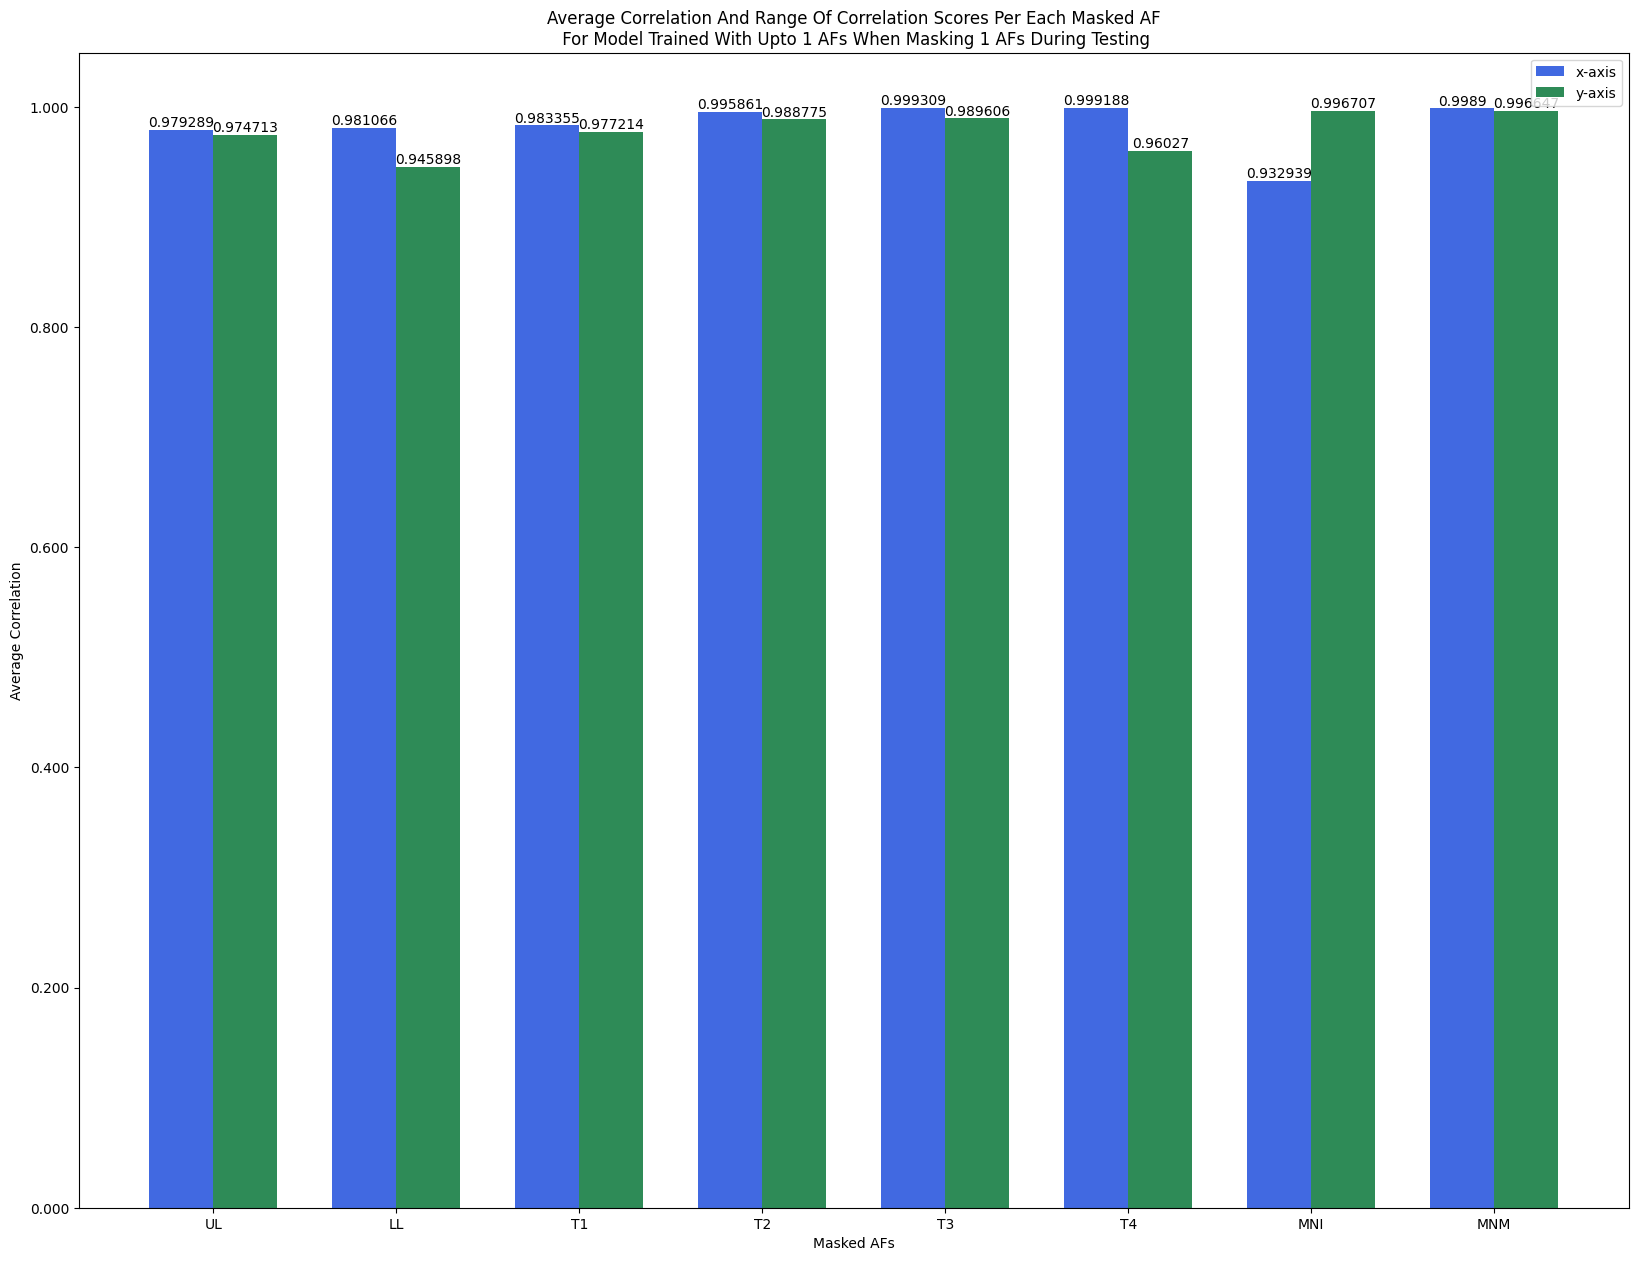 Average Correlation And Range Of Correlation Scores Per Each Masked AF
For Model Trained With Upto 1 AFs When Masking 1 AFs During Testing
x-axis
y-axis
Average Correlation
1.000
0.800
0.600
0.400
0.200
0.000
0.979289
0.974713
0.981066
0.945898
0.983355
0.977214
0.995861
0.988775
0.999309
0.989606
0.999188
0.96027
0.932939
0.996707
0.9989
UL
LL
T1
T2
T3
T4
MNI
MNM
Masked AFs